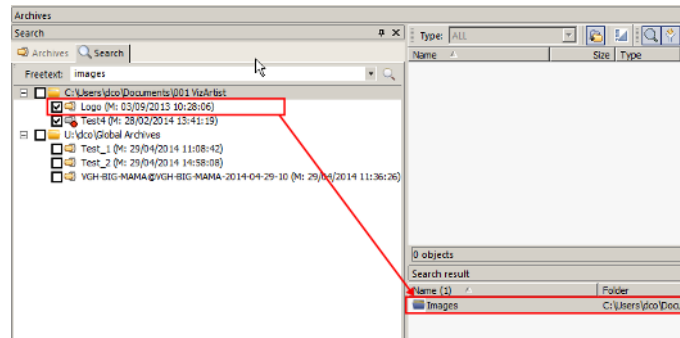 Archives
Search
Archives Search
Freetext: images
C:\Users\dco\Documents\001 VizArtist
Logo (M: 03/09/2013 10:28:06)
Test4 (M: 28/02/2014 13:41:19)
U:\dco\Global Archives
Test_1 (M: 29/04/2014 11:08:42)
Test_2 (M: 29/04/2014 14:58:08)
VGH-BIG-MAMA@VGH-BIG-MAMA-2014-04-29-10 (M: 29/04/2014 11:36:26)
Type: ALL
Name Size Type
0 objects
Search result
Name (1) Folder
Images C:\Users\dco\Doc